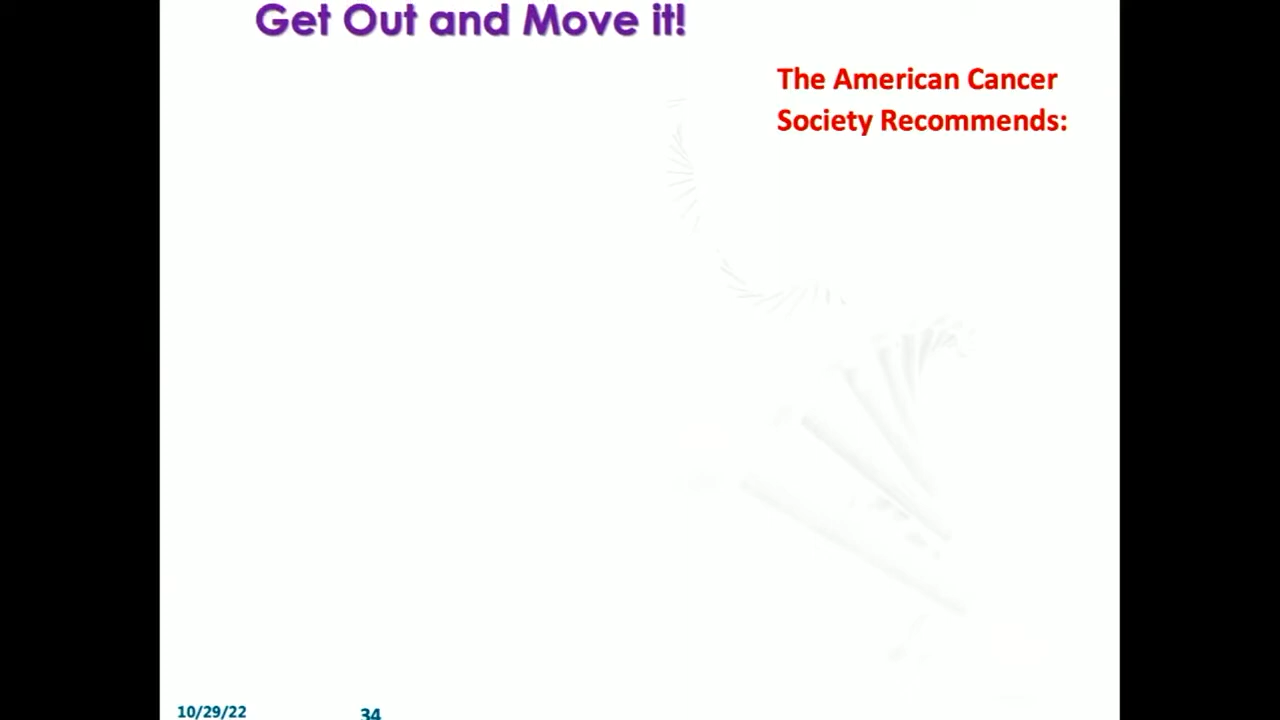 Get Out and Move it!
The American Cancer
Society Recommends:
10/29/22
34